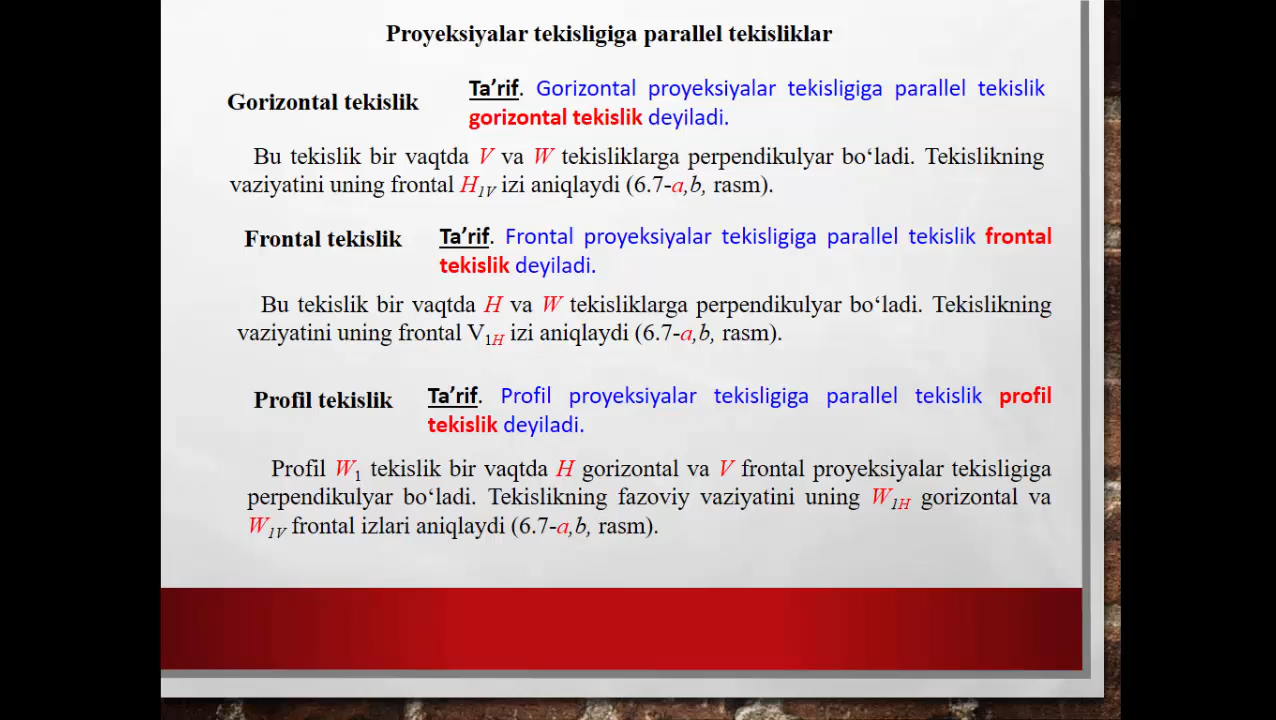 Proyeksiyalar tekisligiga parallel tekisliklar
Gorizontal tekislik
Ta’rif. Gorizontal proyeksiyalar tekisligiga parallel tekislik
gorizontal tekislik deyiladi.
Bu tekislik bir vaqtda V va W tekisliklarga perpendikulyar bo‘ladi. Tekislikning
vaziyatini uning frontal H1V izi aniqlaydi (6.7-a,b, rasm).
Frontal tekislik
Ta’rif. Frontal proyeksiyalar tekisligiga parallel tekislik frontal
tekislik deyiladi.
Bu tekislik bir vaqtda H va W tekisliklarga perpendikulyar bo‘ladi. Tekislikning
vaziyatini uning frontal V1H izi aniqlaydi (6.7-a,b, rasm).
Profil tekislik
Ta’rif. Profil proyeksiyalar tekisligiga parallel tekislik profil
tekislik deyiladi.
Profil W1 tekislik bir vaqtda H gorizontal va V frontal proyeksiyalar tekisligiga
perpendikulyar bo‘ladi. Tekislikning fazoviy vaziyatini uning W1H gorizontal va
W1V frontal izlari aniqlaydi (6.7-a,b, rasm).